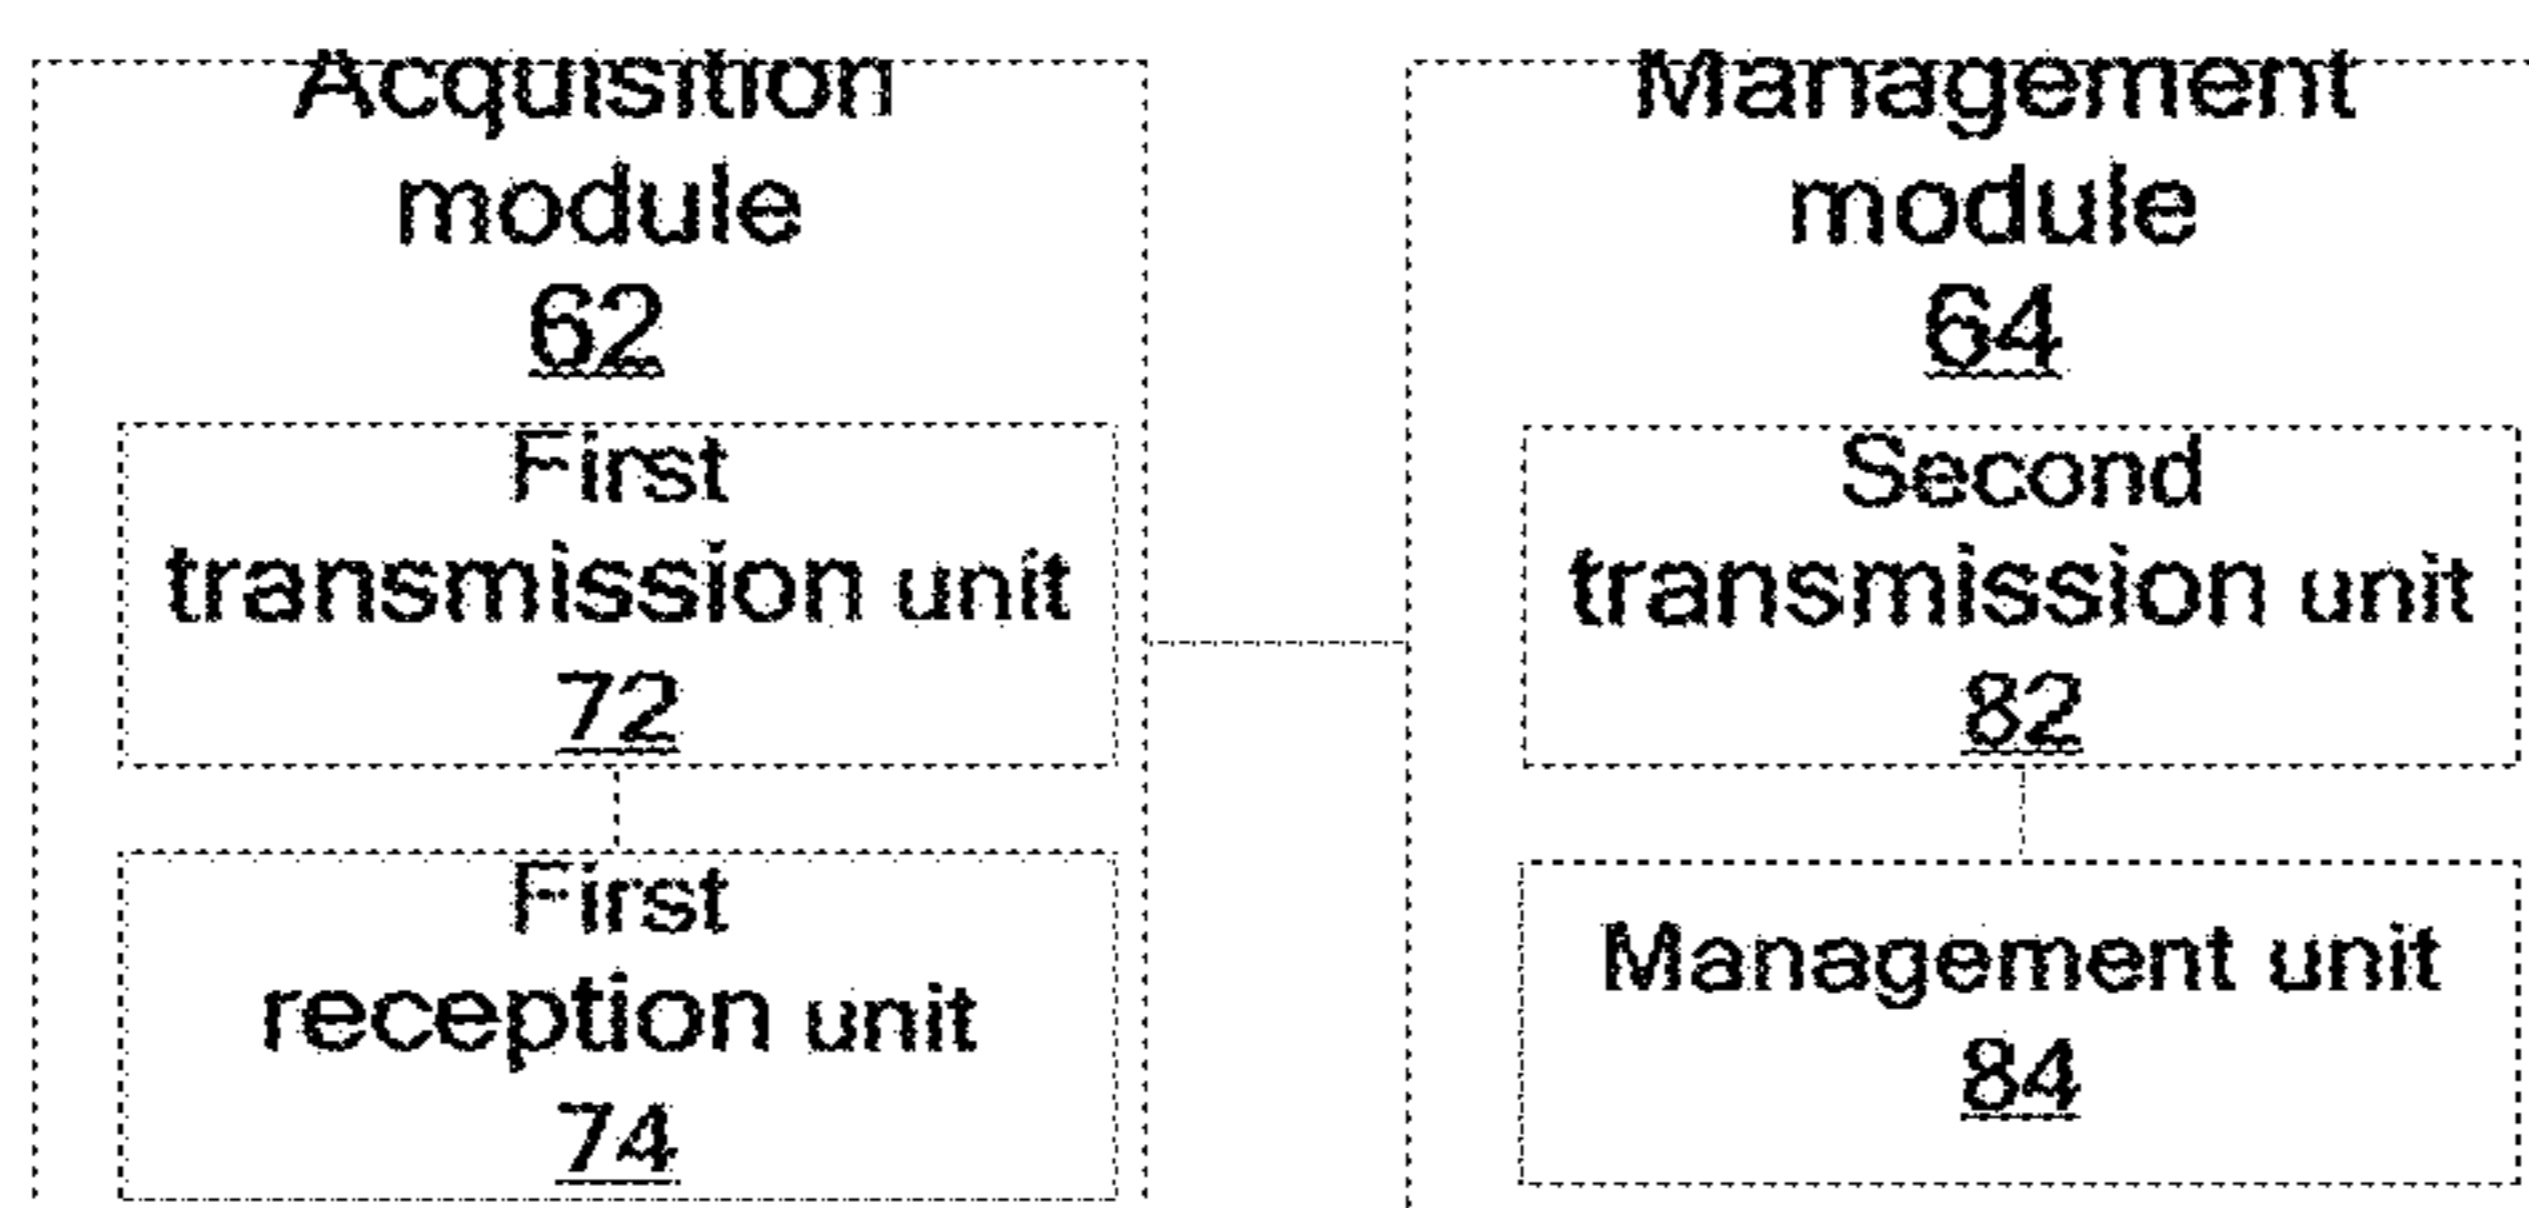 Acquisition
module
62
First
transmission unit
72
First
reception unit
74
Management
module
64
Second
transmission unit
82
Management unit
84